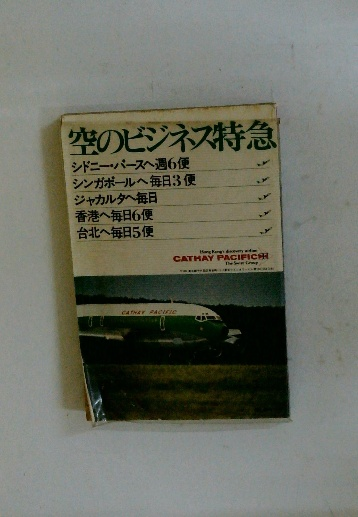 空のビジネス特急
シドニー・パースへ週6便
シンガポールへ毎日3便
ジャカルタへ毎日
香港へ毎日6便
台北へ毎日5便
Hong Kong's discovery airline
CATHAY PACIFIC
The Swire Group
CATHAY PACIFIC